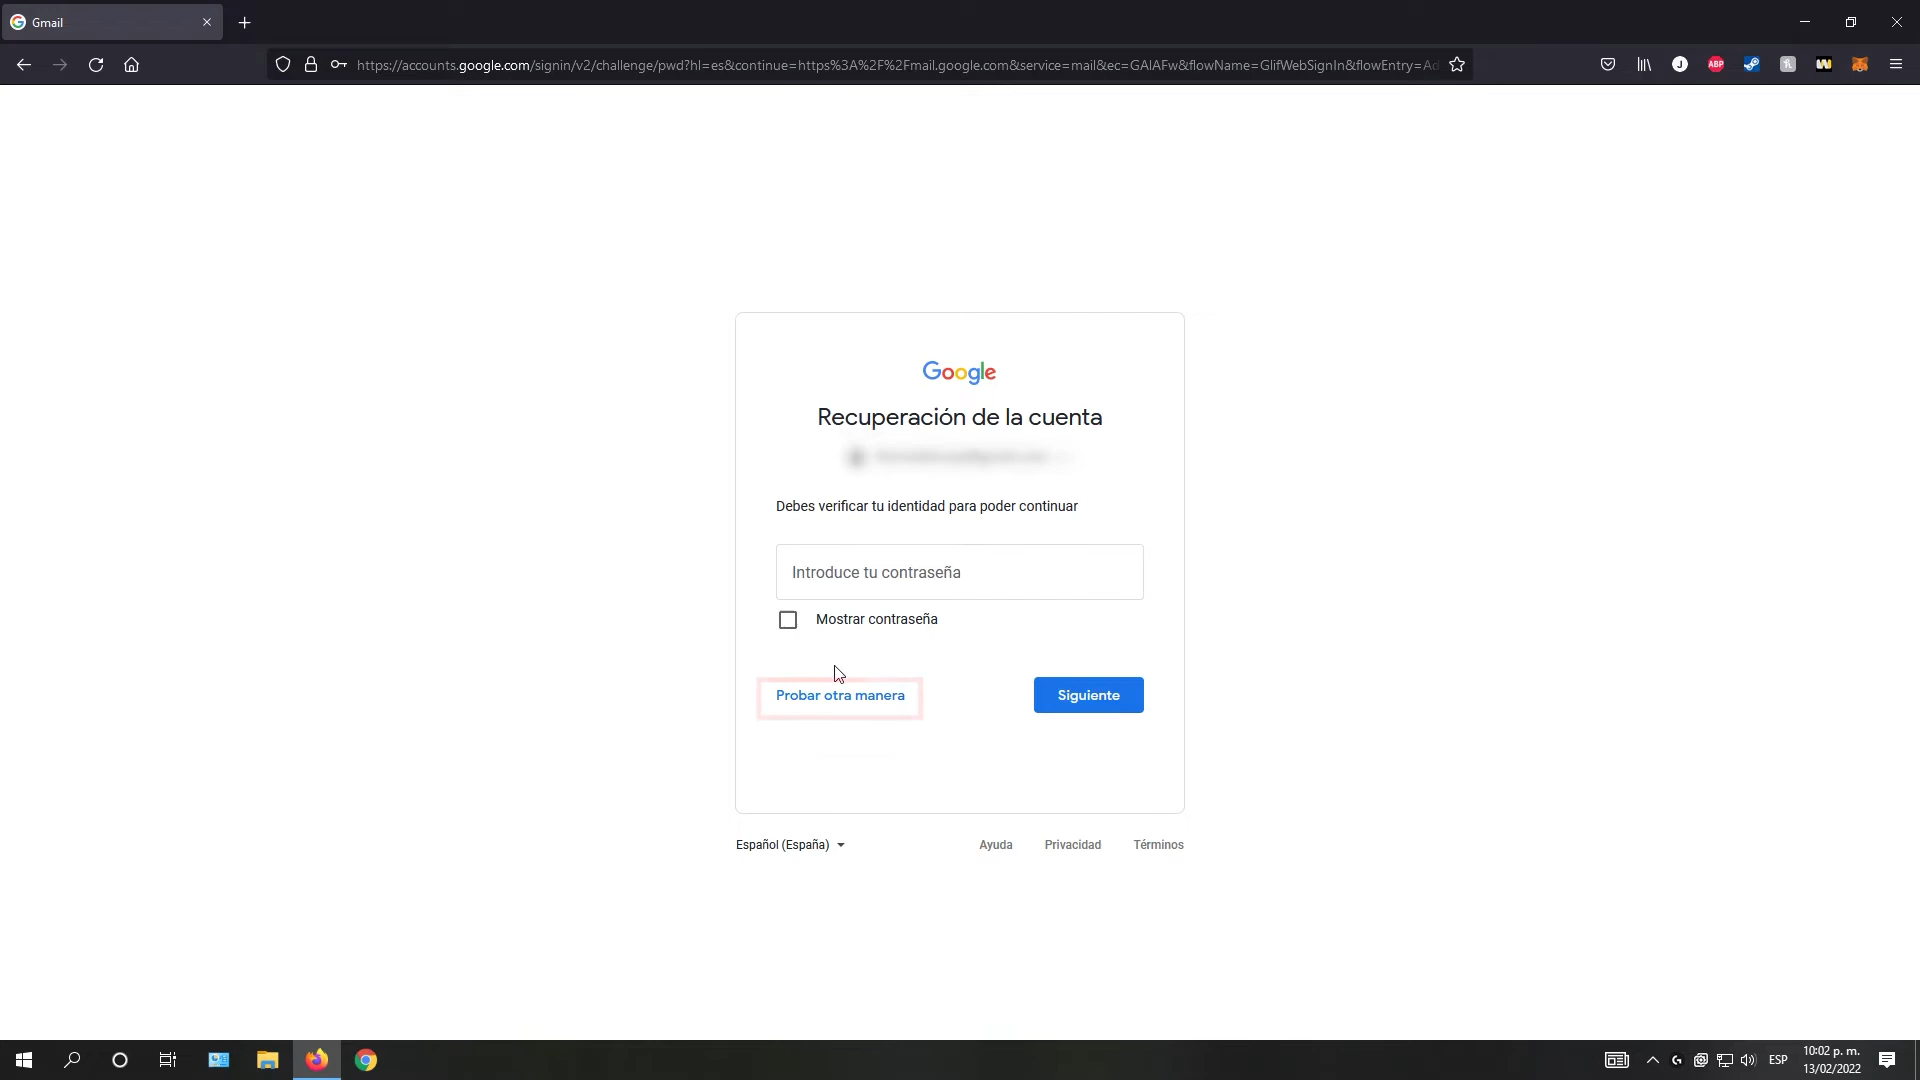 Gmail
https://accounts.google.com/signin/v2/challenge/pwd?hl=es&continue=https%3A%2F%2Fmail.google.com&service=mail&ec=GAlAFw&flowName=GlifWebSignIn&flowEntry=Ad
J
ABP
Google
Recuperación de la cuenta
Debes verificar tu identidad para poder continuar
Introduce tu contraseña
Mostrar contraseña
Probar otra manera
Siguiente
Español (España)
Ayuda
Privacidad
Términos
ESP
10:02 p. m.
13/02/2022